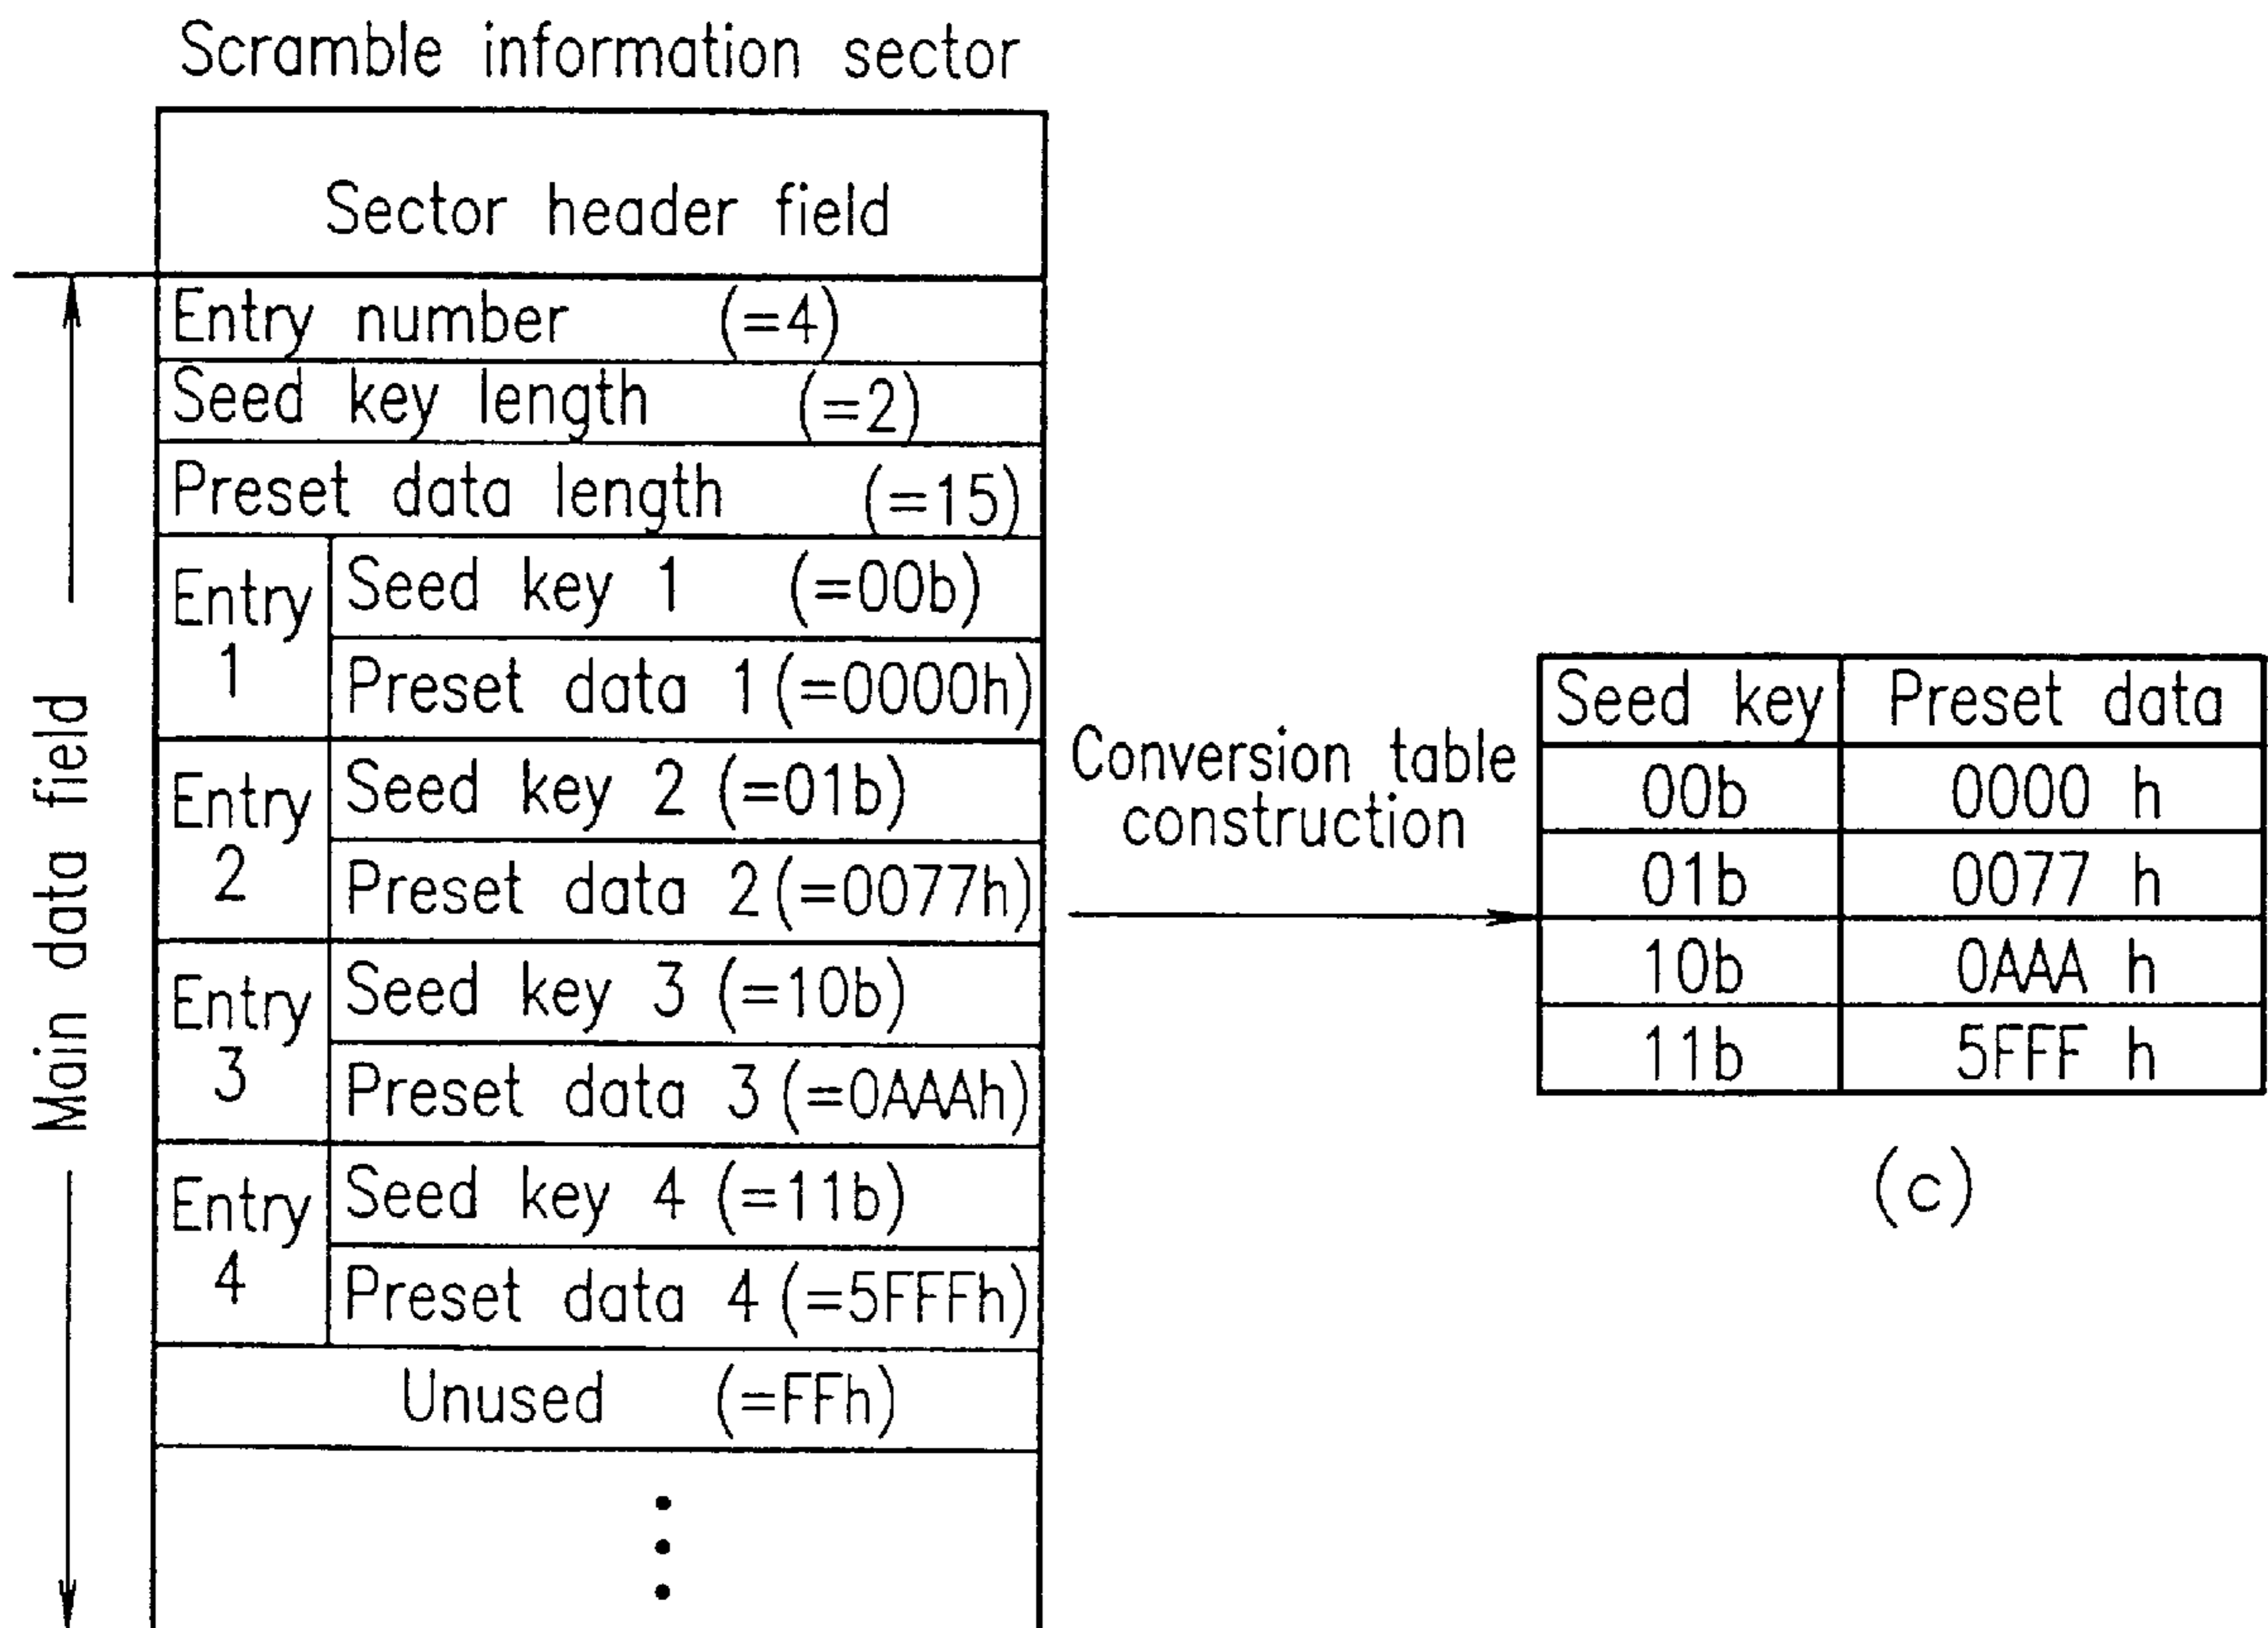 Scramble information sector
Sector header field
Main data field
Entry number (=4)
Seed key length (=2)
Preset data length (=15)
Entry
1
Seed key 1 (=00b)
Preset data 1 (=0000h)
Entry
2
Seed key 2 (=01b)
Preset data 2 (=0077h)
Entry
3
Seed key 3 (=10b)
Preset data 3 (=0AAAh)
Entry
4
Seed key 4 (=11b)
Preset data 4 (=5FFFh)
Unused (=FFh)
Conversion table
construction
Seed key Preset data
00b 0000 h
01b 0077 h
10b 0AAA h
11b 5FFF h
(c)